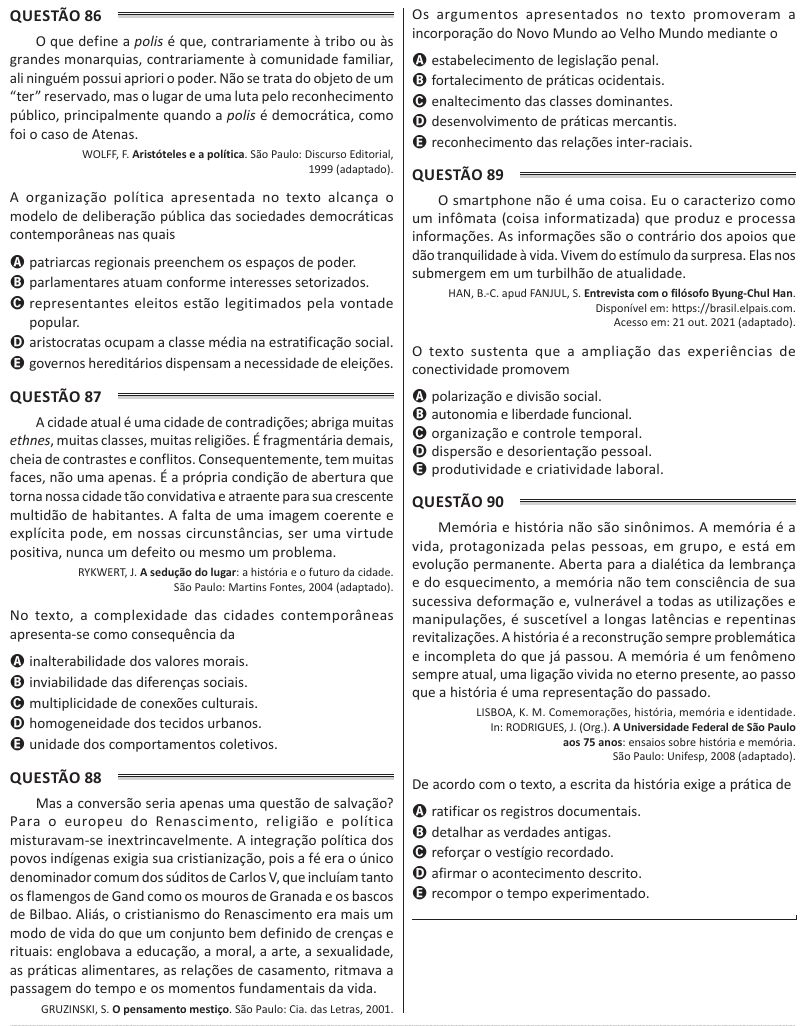 QUESTÃO 86
O que define a polis é que, contrariamente à tribo ou às
grandes monarquias, contrariamente à comunidade familiar,
ali ninguém possui apriori o poder. Não se trata do objeto de um
“ter” reservado, mas o lugar de uma luta pelo reconhecimento
público, principalmente quando a polis é democrática, como
foi o caso de Atenas.
WOLFF, F. Aristóteles e a política. São Paulo: Discurso Editorial,
1999 (adaptado).
A organização política apresentada no texto alcança o
modelo de deliberação pública das sociedades democráticas
contemporâneas nas quais
A patriarcas regionais preenchem os espaços de poder.
B parlamentares atuam conforme interesses setorizados.
C representantes eleitos estão legitimados pela vontade
popular.
D aristocratas ocupam a classe média na estratificação social.
E governos hereditários dispensam a necessidade de eleições.
QUESTÃO 87
A cidade atual é uma cidade de contradições; abriga muitas
ethnes, muitas classes, muitas religiões. É fragmentária demais,
cheia de contrastes e conflitos. Consequentemente, tem muitas
faces, não uma apenas. É a própria condição de abertura que
torna nossa cidade tão convidativa e atraente para sua crescente
multidão de habitantes. A falta de uma imagem coerente e
explícita pode, em nossas circunstâncias, ser uma virtude
positiva, nunca um defeito ou mesmo um problema.
RYKWERT, J. A sedução do lugar: a história e o futuro da cidade.
São Paulo: Martins Fontes, 2004 (adaptado).
No texto, a complexidade das cidades contemporâneas
apresenta-se como consequência da
A inalterabilidade dos valores morais.
B inviabilidade das diferenças sociais.
C multiplicidade de conexões culturais.
D homogeneidade dos tecidos urbanos.
E unidade dos comportamentos coletivos.
QUESTÃO 88
Mas a conversão seria apenas uma questão de salvação?
Para o europeu do Renascimento, religião e política
misturavam-se inextrincavelmente. A integração política dos
povos indígenas exigia sua cristianização, pois a fé era o único
denominador comum dos súditos de Carlos V, que incluíam tanto
os flamengos de Gand como os mouros de Granada e os bascos
de Bilbao. Aliás, o cristianismo do Renascimento era mais um
modo de vida do que um conjunto bem definido de crenças e
rituais: englobava a educação, a moral, a arte, a sexualidade,
as práticas alimentares, as relações de casamento, ritmava a
passagem do tempo e os momentos fundamentais da vida.
GRUZINSKI, S. O pensamento mestiço. São Paulo: Cia. das Letras, 2001.
Os argumentos apresentados no texto promoveram a
incorporação do Novo Mundo ao Velho Mundo mediante o
A estabelecimento de legislação penal.
B fortalecimento de práticas ocidentais.
C enaltecimento das classes dominantes.
D desenvolvimento de práticas mercantis.
E reconhecimento das relações inter-raciais.
QUESTÃO 89
O smartphone não é uma coisa. Eu o caracterizo como
um infômata (coisa informatizada) que produz e processa
informações. As informações são o contrário dos apoios que
dão tranquilidade à vida. Vivem do estímulo da surpresa. Elas nos
submergem em um turbilhão de atualidade.
HAN, B.-C. apud FANJUL, S. Entrevista com o filósofo Byung-Chul Han.
Disponível em: https://brasil.elpais.com.
Acesso em: 21 out. 2021 (adaptado).
O texto sustenta que a ampliação das experiências de
conectividade promovem
A polarização e divisão social.
B autonomia e liberdade funcional.
C organização e controle temporal.
D dispersão e desorientação pessoal.
E produtividade e criatividade laboral.
QUESTÃO 90
Memória e história não são sinônimos. A memória é a
vida, protagonizada pelas pessoas, em grupo, e está em
evolução permanente. Aberta para a dialética da lembrança
e do esquecimento, a memória não tem consciência de sua
sucessiva deformação e, vulnerável a todas as utilizações e
manipulações, é suscetível a longas latências e repentinas
revitalizações. A história é a reconstrução sempre problemática
e incompleta do que já passou. A memória é um fenômeno
sempre atual, uma ligação vivida no eterno presente, ao passo
que a história é uma representação do passado.
LISBOA, K. M. Comemorações, história, memória e identidade.
In: RODRIGUES, J. (Org.). A Universidade Federal de São Paulo
aos 75 anos: ensaios sobre história e memória.
São Paulo: Unifesp, 2008 (adaptado).
De acordo com o texto, a escrita da história exige a prática de
A ratificar os registros documentais.
B detalhar as verdades antigas.
C reforçar o vestígio recordado.
D afirmar o acontecimento descrito.
E recompor o tempo experimentado.